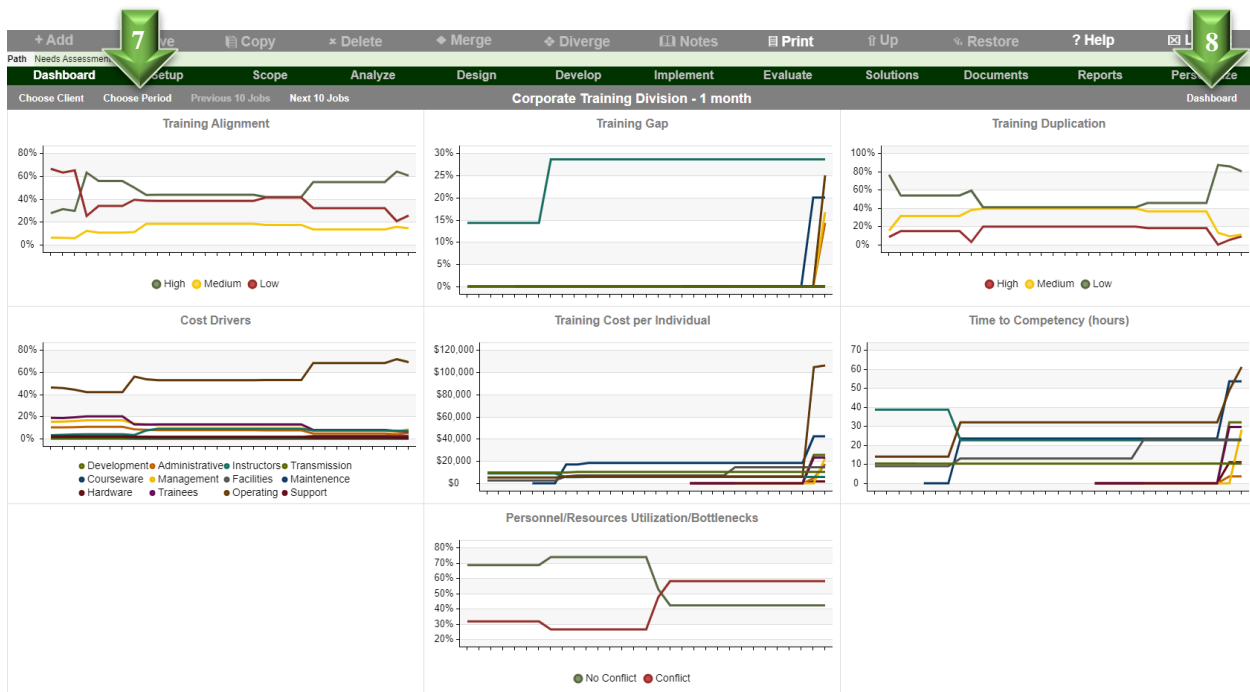 + Add 7 ve Copy × Delete Merge Diverge Notes Print Up Restore ? Help L 8
Path Needs Assessment
Dashboard Setup Scope Analyze Design Develop Implement Evaluate Solutions Documents Reports Pers ze
Choose Client Choose Period Previous 10 Jobs Next 10 Jobs Corporate Training Division - 1 month Dashboard
Training Alignment
80%
60%
40%
20%
0%
High Medium Low
Training Gap
30%
25%
20%
15%
10%
5%
0%
Training Duplication
100%
80%
60%
40%
20%
0%
High Medium Low
Cost Drivers
80%
60%
40%
20%
0%
Development Administrative Instructors Transmission
Courseware Management Facilities Maintenence
Hardware Trainees Operating Support
Training Cost per Individual
$120,000
$100,000
$80,000
$60,000
$40,000
$20,000
$0
Time to Competency (hours)
70
60
50
40
30
20
10
0
Personnel/Resources Utilization/Bottlenecks
80%
70%
60%
50%
40%
30%
20%
No Conflict Conflict